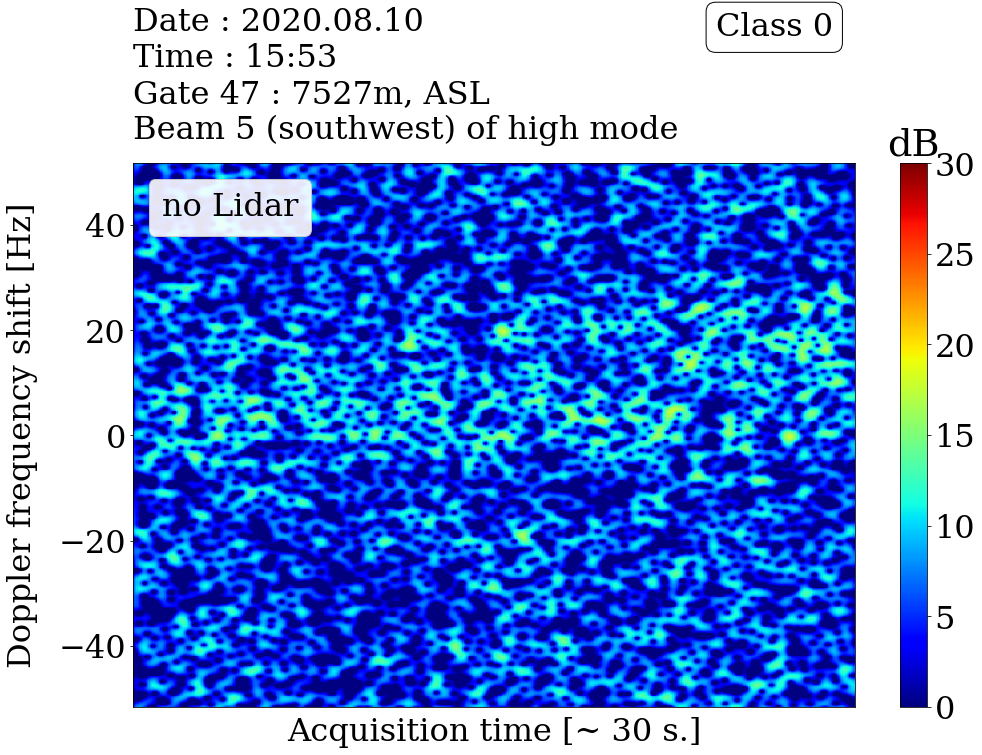 Date : 2020.08.10
Class 0
Time : 15:53
Gate 47 : 7527m, ASL
Beam 5 (southwest) of high mode
dB
no Lidar
Doppler frequency shift [Hz]
40
20
0
−20
−40
30
25
20
15
10
5
0
Acquisition time [~ 30 s.]